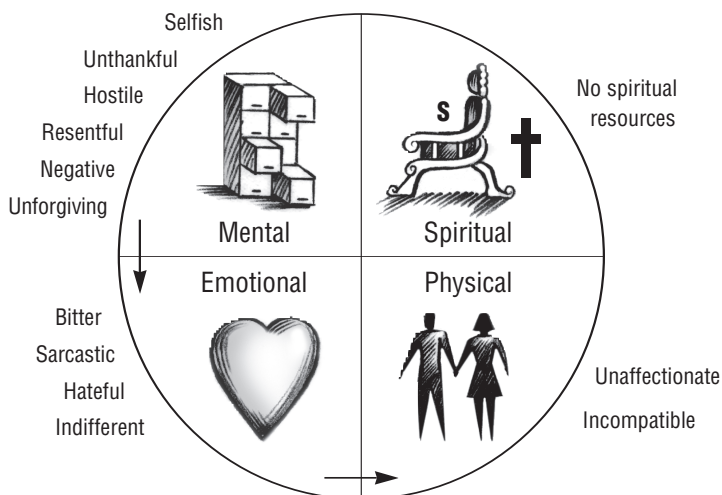 Selfish
Unthankful
Hostile
Resentful
Negative
Unforgiving
Mental
S
Spiritual
No spiritual
resources
Emotional
Bitter
Sarcastic
Hateful
Indifferent
Physical
Unaffectionate
Incompatible